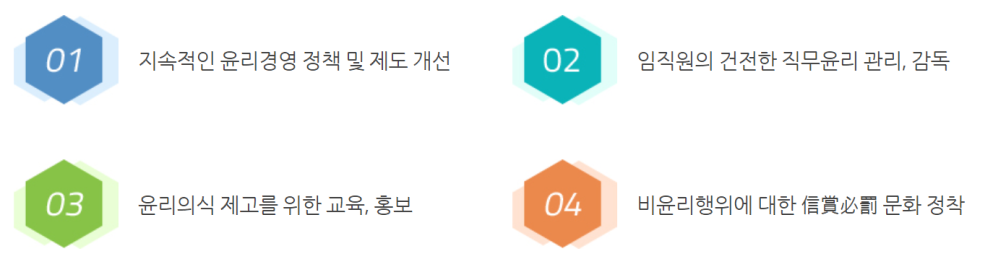 01 지속적인 윤리경영 정책 및 제도 개선
02 임직원의 건전한 직무윤리 관리, 감독
03 윤리의식 제고를 위한 교육, 홍보
04 비윤리행위에 대한 信賞必罰 문화 정착